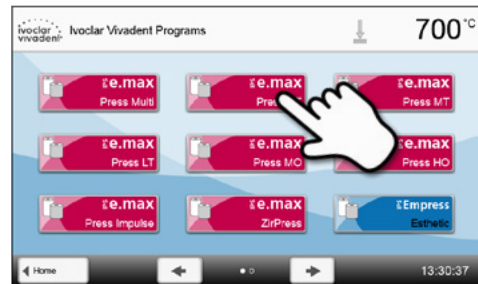 ivoclar vivadent Ivoclar Vivadent Programs 700°C
e.max e.max e.max
Press Multi Press MT
e.max e.max e.max
Press LT Press MO Press HO
e.max e.max Empress
Press Impulse ZirPress Esthetic
Home 13:30:37